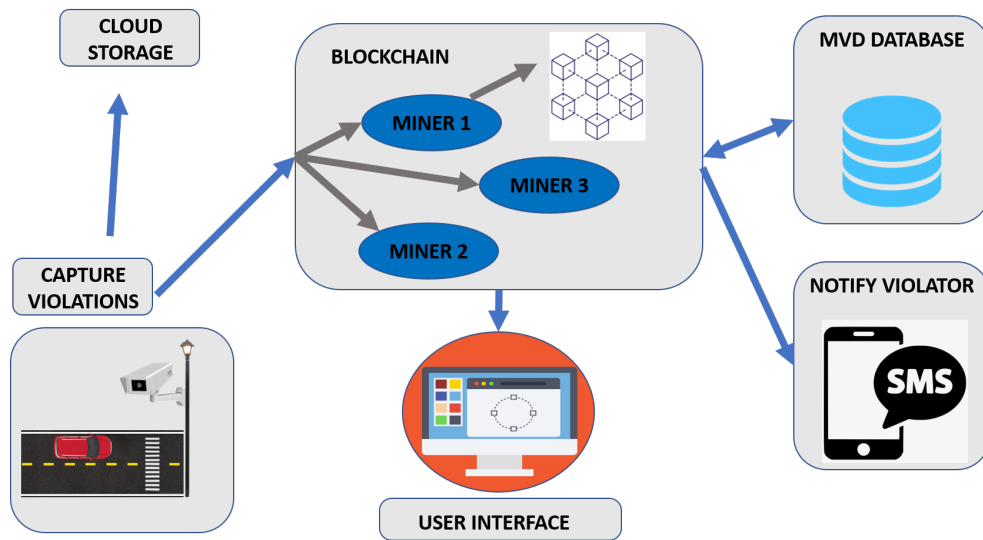 CLOUD
STORAGE
BLOCKCHAIN
MINER 1
MINER 3
MINER 2
MVD DATABASE
CAPTURE
VIOLATIONS
NOTIFY VIOLATOR
SMS
USER INTERFACE